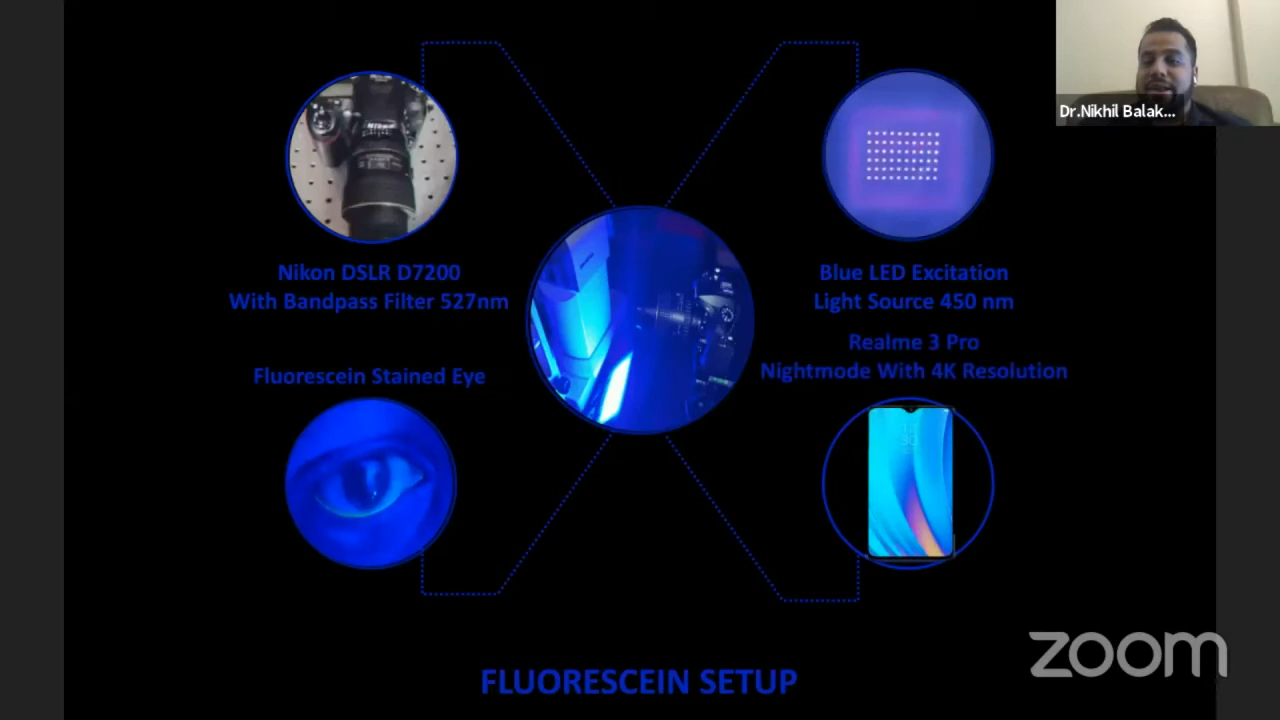 Dr.Nikhil Balak...
Nikon
Nikon DSLR D7200
With Bandpass Filter 527nm
Blue LED Excitation
Light Source 450 nm
Realme 3 Pro
Nightmode With 4K Resolution
Fluorescein Stained Eye
FLUORESCEIN SETUP
zoom